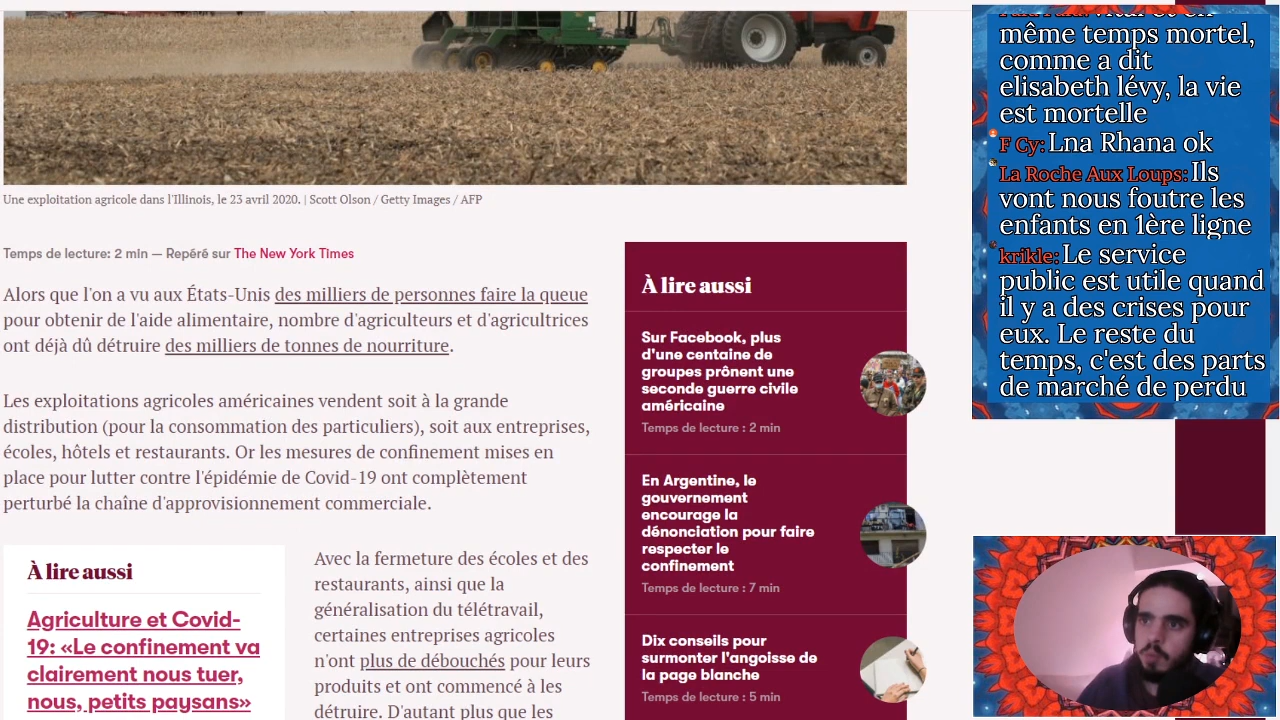 Une exploitation agricole dans l'Illinois, le 23 avril 2020. | Scott Olson / Getty Images / AFP
Temps de lecture: 2 min — Repéré sur The New York Times
Alors que l'on a vu aux États-Unis des milliers de personnes faire la queue
pour obtenir de l'aide alimentaire, nombre d'agriculteurs et d'agricultrices
ont déjà dû détruire des milliers de tonnes de nourriture.
Les exploitations agricoles américaines vendent soit à la grande
distribution (pour la consommation des particuliers), soit aux entreprises,
écoles, hôtels et restaurants. Or les mesures de confinement mises en
place pour lutter contre l'épidémie de Covid-19 ont complètement
perturbé la chaîne d'approvisionnement commerciale.
À lire aussi
Agriculture et Covid-
19: «Le confinement va
clairement nous tuer,
nous, petits paysans»
Avec la fermeture des écoles et des
restaurants, ainsi que la
généralisation du télétravail,
certaines entreprises agricoles
n'ont plus de débouchés pour leurs
produits et ont commencé à les
détruire. D'autant plus que les
À lire aussi
Sur Facebook, plus
d'une centaine de
groupes prônent une
seconde guerre civile
américaine
Temps de lecture : 2 min
En Argentine, le
gouvernement
encourage la
dénonciation pour faire
respecter le
confinement
Temps de lecture : 7 min
Dix conseils pour
surmonter l'angoisse de
la page blanche
Temps de lecture : 5 min
même temps mortel,
comme a dit
elisabeth lévy, la vie
est mortelle
F Cy: Lna Rhana ok
La Roche Aux Loups: Ils
vont nous foutre les
enfants en 1ère ligne
krikle: Le service
public est utile quand
il y a des crises pour
eux. Le reste du
temps, c'est des parts
de marché de perdu